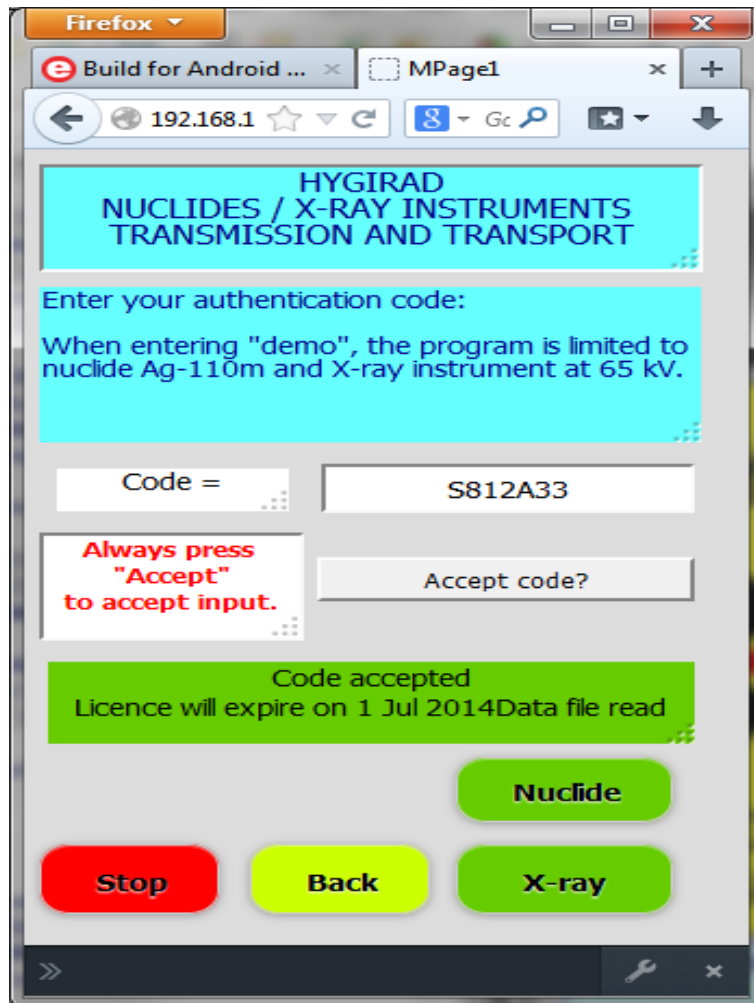 Firefox
Build for Android ...
MPage1
192.168.1
8
Gc
HYGIRAD
NUCLIDES / X-RAY INSTRUMENTS
TRANSMISSION AND TRANSPORT
Enter your authentication code:
When entering "demo", the program is limited to
nuclide Ag-110m and X-ray instrument at 65 kV.
Code =
S812A33
Always press
"Accept"
to accept input.
Accept code?
Code accepted
Licence will expire on 1 Jul 2014Data file read
Nuclide
Stop
Back
X-ray